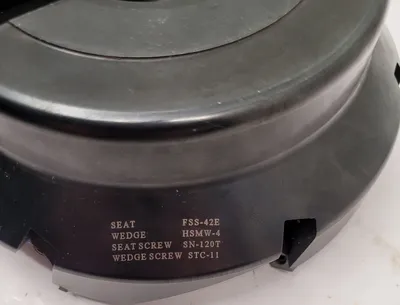 SEAT FSS-42E
WEDGE HSMW-4
SEAT SCREW SN-120T
WEDGE SCREW STC-11